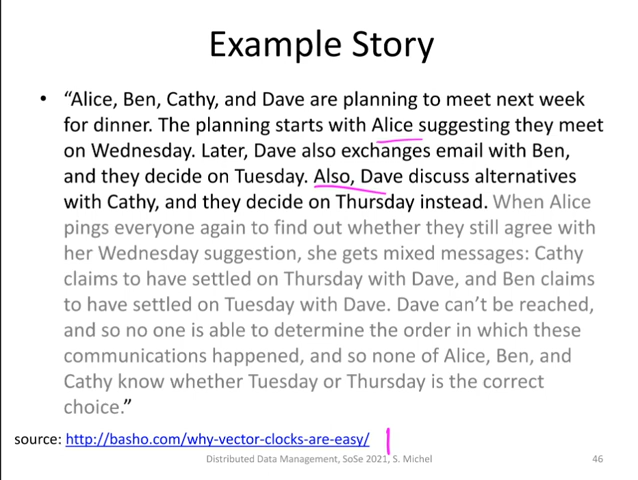 Example Story
• “Alice, Ben, Cathy, and Dave are planning to meet next week
for dinner. The planning starts with Alice suggesting they meet
on Wednesday. Later, Dave also exchanges email with Ben,
and they decide on Tuesday. Also, Dave discuss alternatives
with Cathy, and they decide on Thursday instead. When Alice
pings everyone again to find out whether they still agree with
her Wednesday suggestion, she gets mixed messages: Cathy
claims to have settled on Thursday with Dave, and Ben claims
to have settled on Tuesday with Dave. Dave can’t be reached,
and so no one is able to determine the order in which these
communications happened, and so none of Alice, Ben, and
Cathy know whether Tuesday or Thursday is the correct
choice.”
source: http://basho.com/why-vector-clocks-are-easy/
Distributed Data Management, SoSe 2021, S. Michel 46